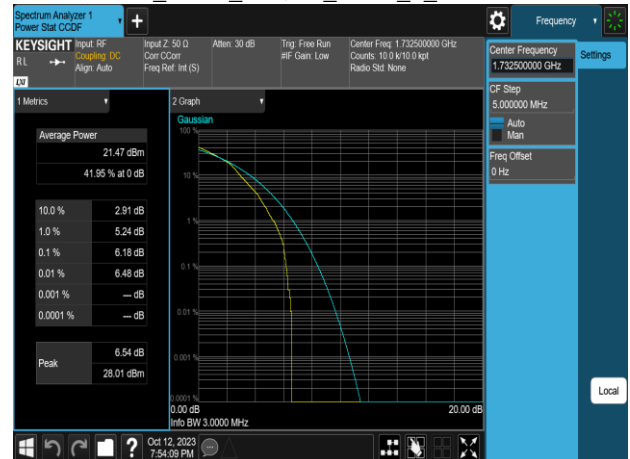 Spectrum Analyzer 1
Power Stat CCDF
+
Frequency
KEYSIGHT
RL
LXI
Input: RF
Coupling: DC
Align: Auto
Input Z: 50 Ω
Corr CCorr
Freq Ref: Int (S)
Atten: 30 dB
Trig: Free Run
#IF Gain: Low
Center Freq: 1.732500000 GHz
Counts: 10.0 k/10.0 kpt
Radio Std: None
Center Frequency
1.732500000 GHz
Settings
CF Step
5.000000 MHz
Auto
Man
Freq Offset
0 Hz
1 Metrics
Average Power
21.47 dBm
41.95 % at 0 dB
10.0 % 2.91 dB
1.0 % 5.24 dB
0.1 % 6.18 dB
0.01 % 6.48 dB
0.001 % --- dB
0.0001 % --- dB
Peak
6.54 dB
28.01 dBm
2 Graph
Gaussian
100 %
10 %
1 %
0.1 %
0.01 %
0.001 %
0.0001 %
0.00 dB 20.00 dB
Info BW 3.0000 MHz
Local
?
Oct 12, 2023
7:54:09 PM